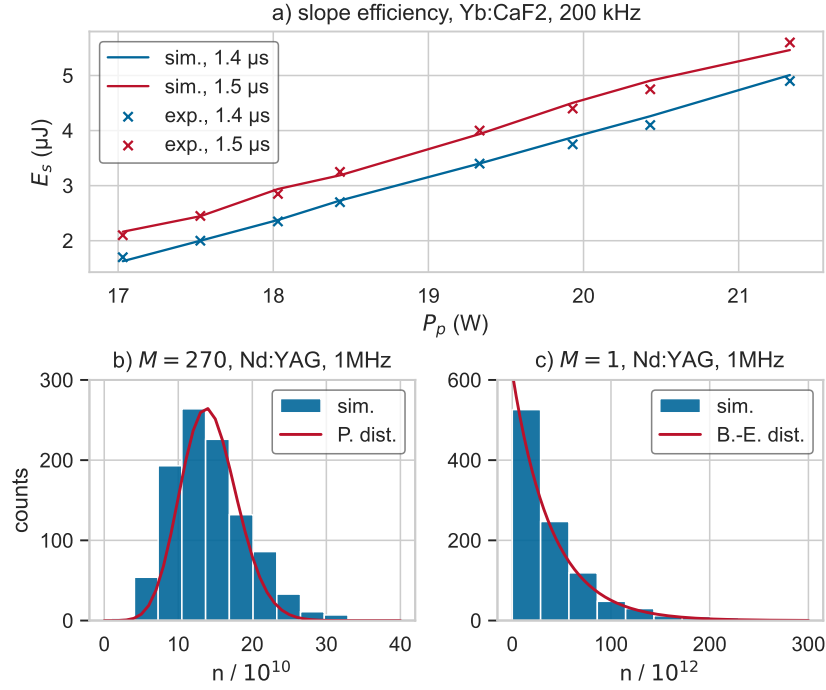 a) slope efficiency, Yb:CaF2, 200 kHz
sim., 1.4 μs
sim., 1.5 μs
exp., 1.4 μs
exp., 1.5 μs
E_s (μJ)
5
4
3
2
17 18 19 20 21
P_p (W)
b) M = 270, Nd:YAG, 1MHz
sim.
P. dist.
counts
300
200
100
0
0 10 20 30 40
n / 10^10
c) M = 1, Nd:YAG, 1MHz
sim.
B.-E. dist.
600
400
200
0
0 100 200 300
n / 10^12